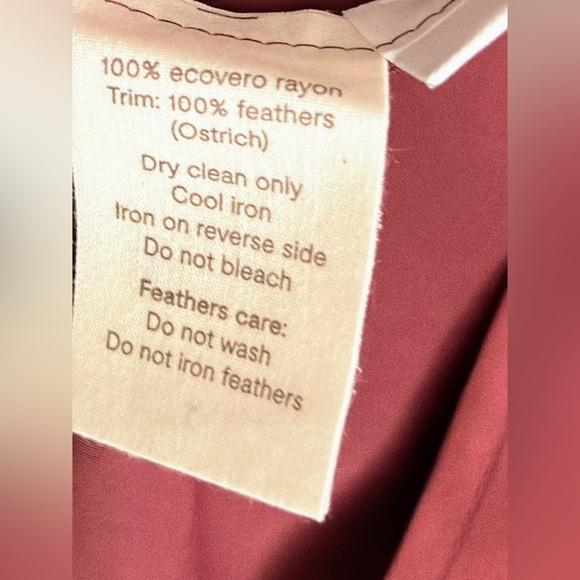 100% ecovero rayon
Trim: 100% feathers
(Ostrich)
Dry clean only
Cool iron
Iron on reverse side
Do not bleach
Feathers care:
Do not wash
Do not iron feathers